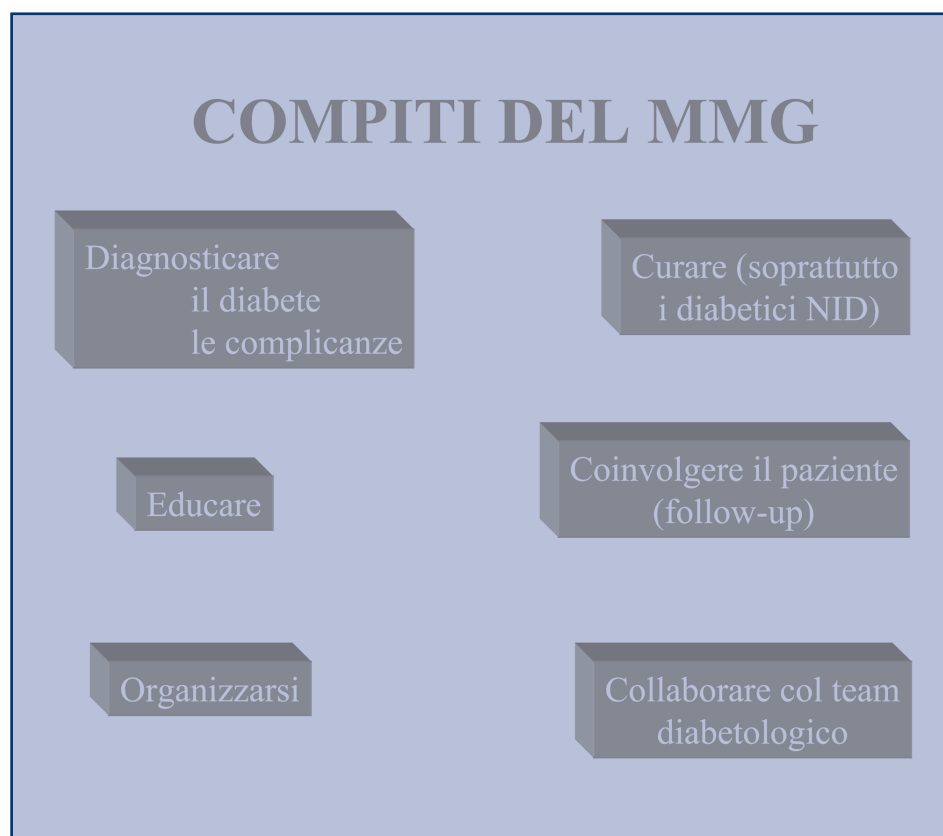 COMPITI DEL MMG
Diagnosticare
il diabete
le complicanze
Curare (soprattutto
i diabetici NID)
Educare
Coinvolgere il paziente
(follow-up)
Organizzarsi
Collaborare col team
diabetologico